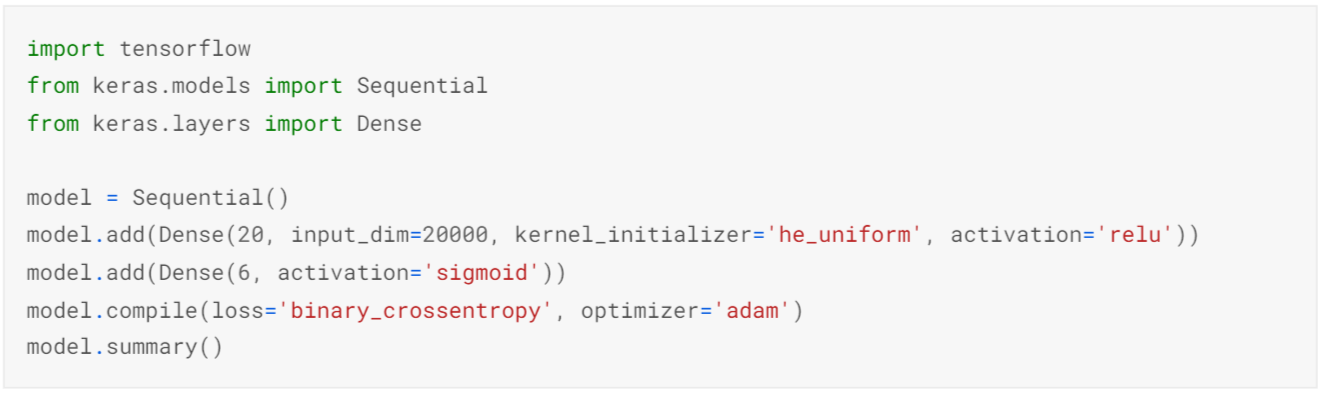 import tensorflow
from keras.models import Sequential
from keras.layers import Dense
model = Sequential()
model.add(Dense(20, input_dim=20000, kernel_initializer='he_uniform', activation='relu'))
model.add(Dense(6, activation='sigmoid'))
model.compile(loss='binary_crossentropy', optimizer='adam')
model.summary()